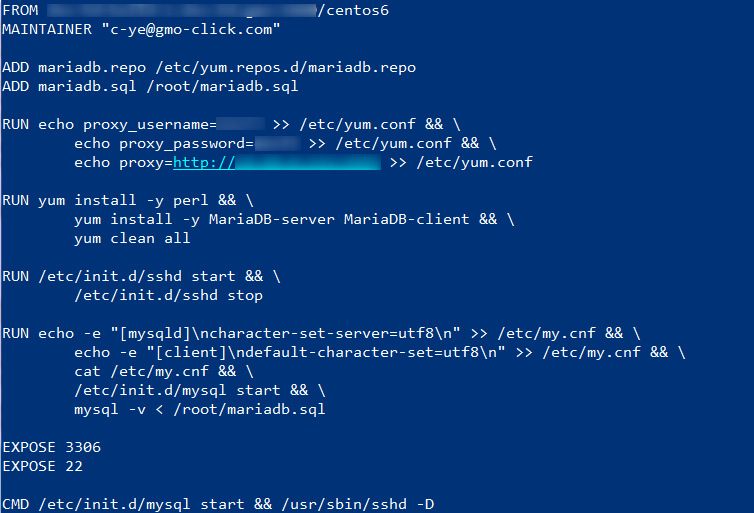 FROM /centos6
MAINTAINER "c-ye@gmo-click.com"
ADD mariadb.repo /etc/yum.repos.d/mariadb.repo
ADD mariadb.sql /root/mariadb.sql
RUN echo proxy_username= >> /etc/yum.conf && \
echo proxy_password= >> /etc/yum.conf && \
echo proxy=http:// >> /etc/yum.conf
RUN yum install -y perl && \
yum install -y MariaDB-server MariaDB-client && \
yum clean all
RUN /etc/init.d/sshd start && \
/etc/init.d/sshd stop
RUN echo -e "[mysqld]\ncharacter-set-server=utf8\n" >> /etc/my.cnf && \
echo -e "[client]\ndefault-character-set=utf8\n" >> /etc/my.cnf && \
cat /etc/my.cnf && \
/etc/init.d/mysql start && \
mysql -v < /root/mariadb.sql
EXPOSE 3306
EXPOSE 22
CMD /etc/init.d/mysql start && /usr/sbin/sshd -D